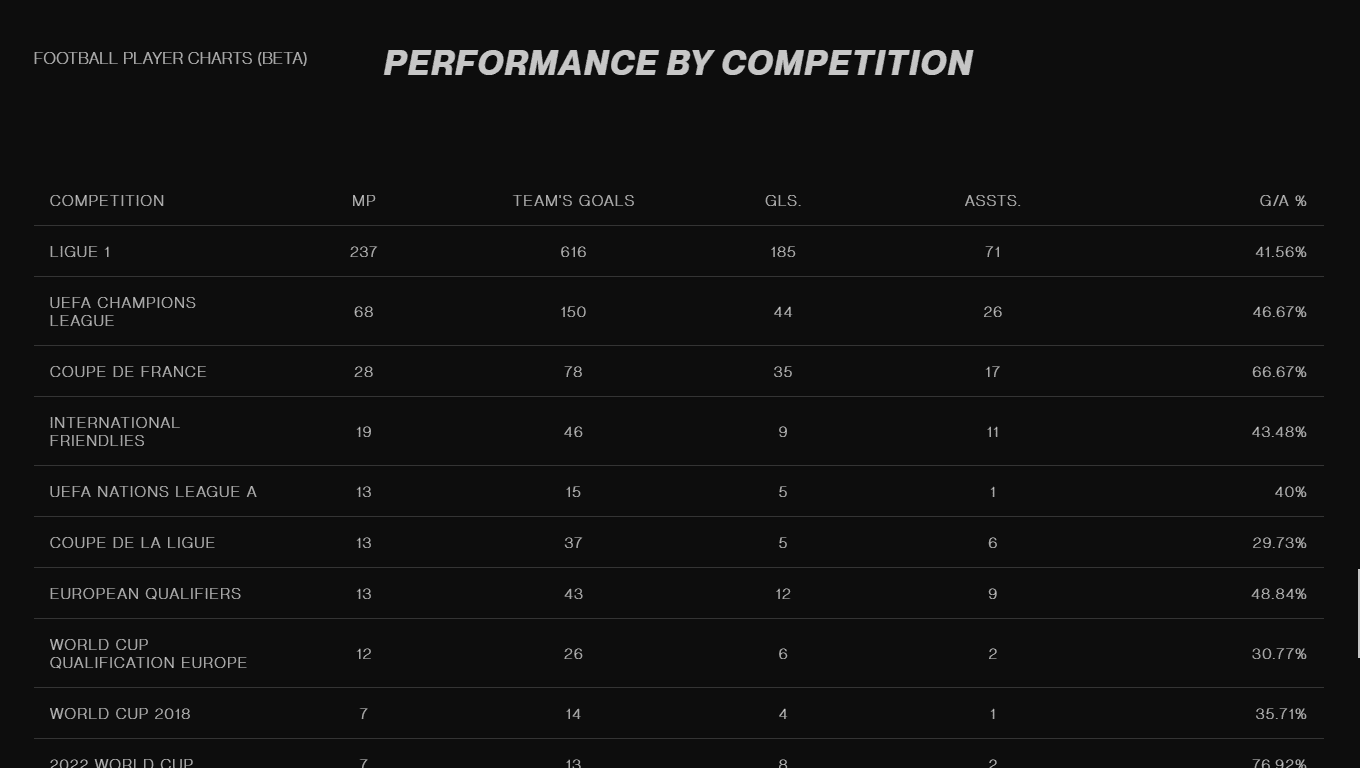 FOOTBALL PLAYER CHARTS (BETA)
PERFORMANCE BY COMPETITION
COMPETITION MP TEAM'S GOALS GLS. ASSTS. G/A %
LIGUE 1 237 616 185 71 41.56%
UEFA CHAMPIONS
LEAGUE 68 150 44 26 46.67%
COUPE DE FRANCE 28 78 35 17 66.67%
INTERNATIONAL
FRIENDLIES 19 46 9 11 43.48%
UEFA NATIONS LEAGUE A 13 15 5 1 40%
COUPE DE LA LIGUE 13 37 5 6 29.73%
EUROPEAN QUALIFIERS 13 43 12 9 48.84%
WORLD CUP
QUALIFICATION EUROPE 12 26 6 2 30.77%
WORLD CUP 2018 7 14 4 1 35.71%
2022 WORLD CUP 7 13 8 2 76.92%